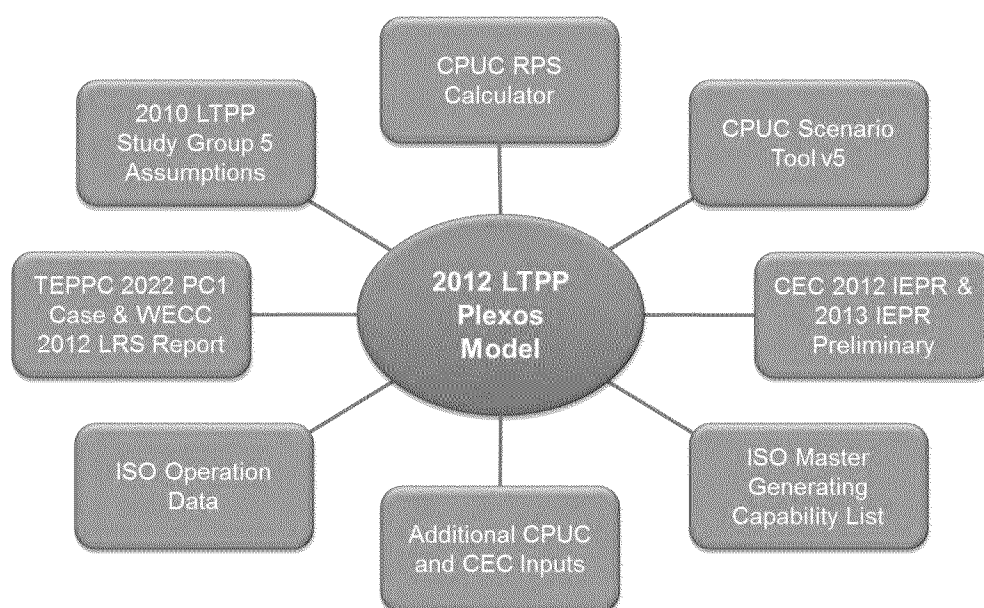 CPUC RPS
Calculator
2010 LTPP
Study Group 5
Assumptions
CPUC Scenario
Tool v5
TEPPC 2022 PC1
Case & WECC
2012 LRS Report
2012 LTPP
Plexos
Model
CEC 2012 IEPR &
2013 IEPR
Preliminary
ISO Operation
Data
Additional CPUC
and CEC Inputs
ISO Master
Generating
Capability List